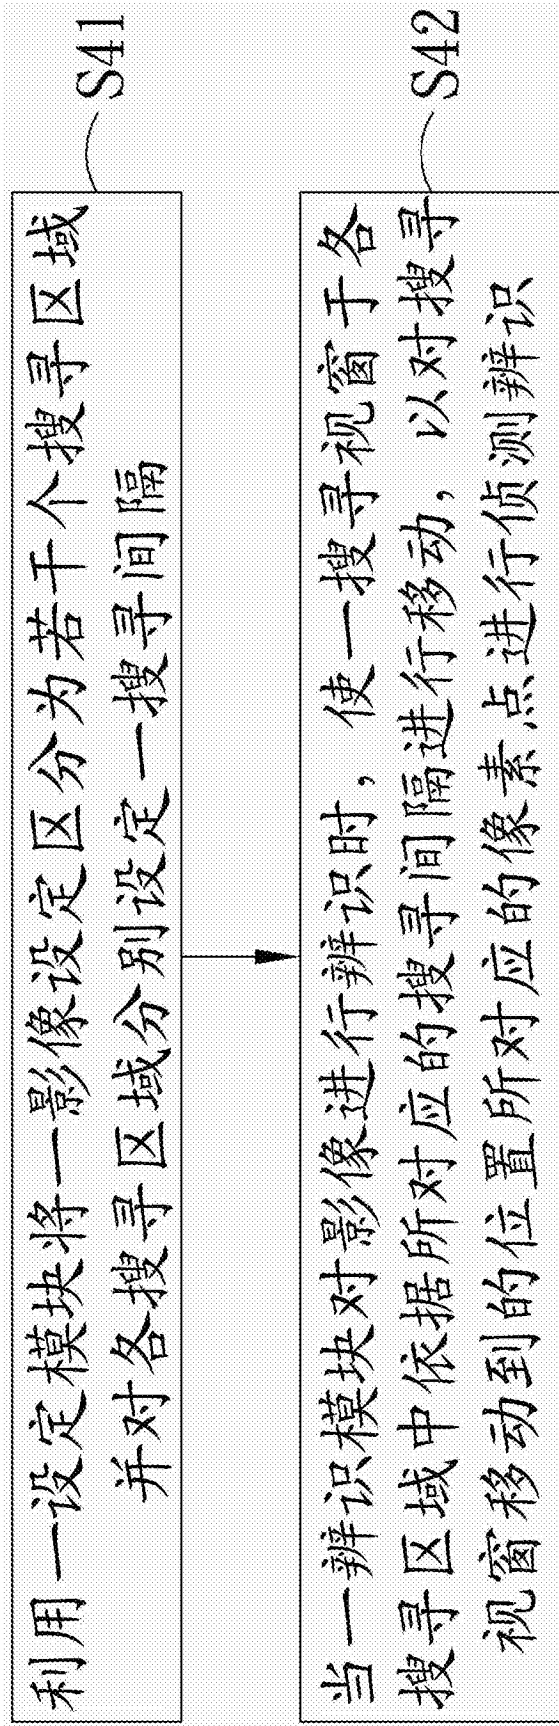 利用一设定模块将一影像设定区分为若干个搜寻区域
并对各搜寻区域分别设定一搜寻间隔
S41
当一辨识模块对影像进行辨识时，使一搜寻视窗于各
搜寻区域中依据所对应的搜寻间隔进行移动，以对搜寻
视窗移动到的位置所对应的像素点进行侦测辨识
S42